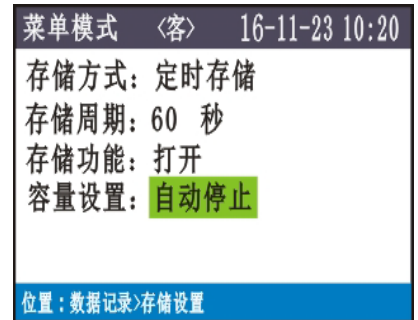 菜单模式 〈客〉 16-11-23 10:20
存储方式：定时存储
存储周期：60 秒
存储功能：打开
容量设置：自动停止
位置：数据记录>存储设置